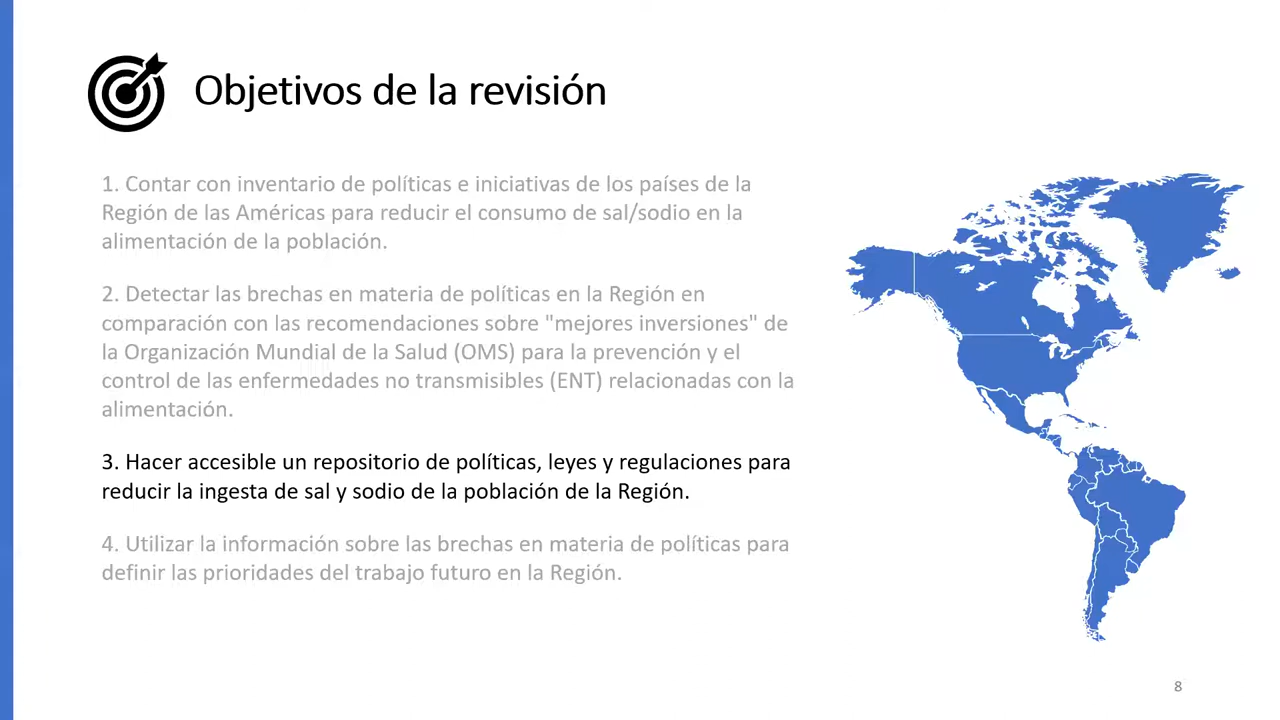 Objetivos de la revisión
1. Contar con inventario de políticas e iniciativas de los países de la
Región de las Américas para reducir el consumo de sal/sodio en la
alimentación de la población.
2. Detectar las brechas en materia de políticas en la Región en
comparación con las recomendaciones sobre "mejores inversiones" de
la Organización Mundial de la Salud (OMS) para la prevención y el
control de las enfermedades no transmisibles (ENT) relacionadas con la
alimentación.
3. Hacer accesible un repositorio de políticas, leyes y regulaciones para
reducir la ingesta de sal y sodio de la población de la Región.
4. Utilizar la información sobre las brechas en materia de políticas para
definir las prioridades del trabajo futuro en la Región.
8